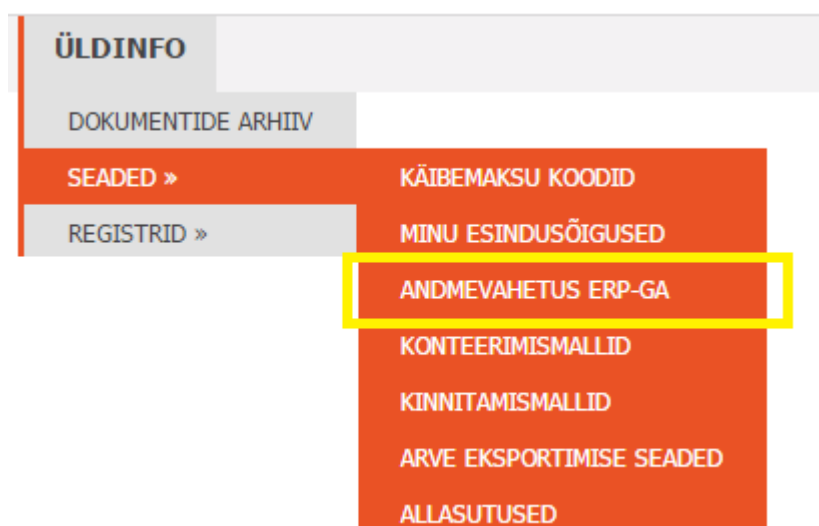 ÜLDINFO
DOKUMENTIDE ARHIIV
SEADED »
REGISTRID »
KÄIBEMAKSU KOODID
MINU ESINDUSÕIGUSED
ANDMEVAHETUS ERP-GA
KONTEERIMISMALLID
KINNITAMISMALLID
ARVE EKSPORTIMISE SEADED
ALLASUTUSED